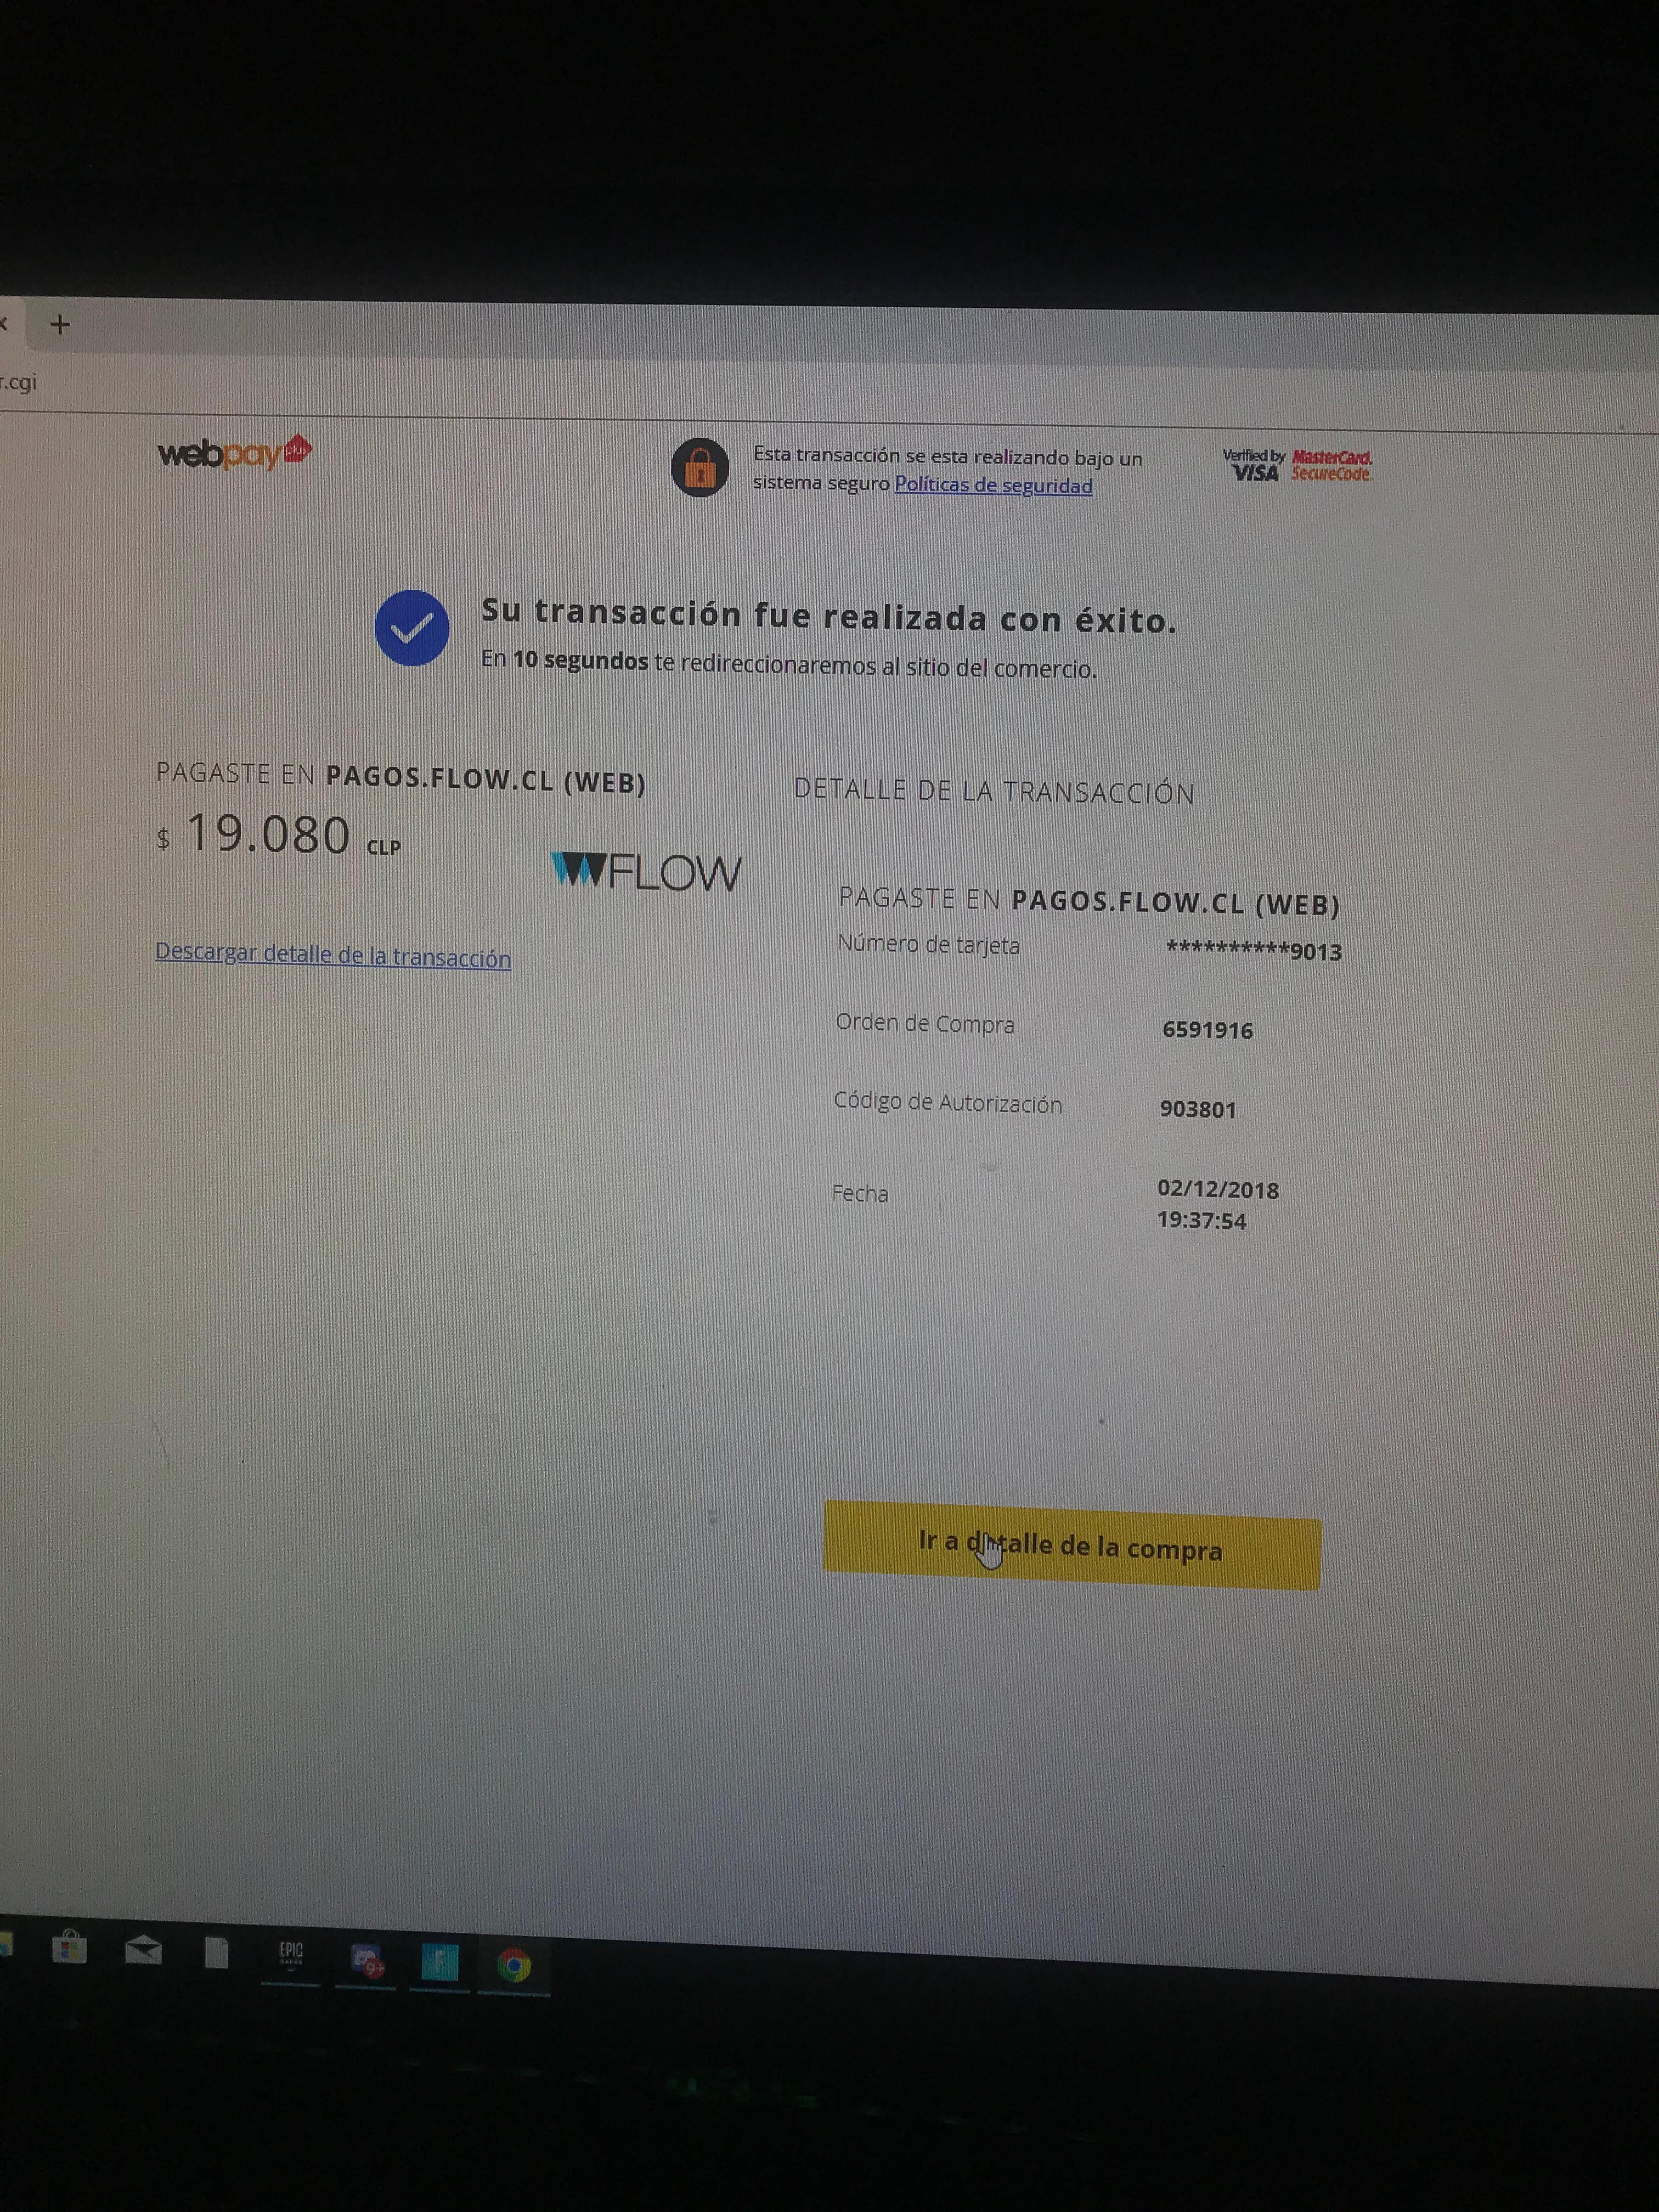 r.cgi
webpay plus
Esta transacción se esta realizando bajo un
sistema seguro Políticas de seguridad
Verified by MasterCard.
VISA SecureCode.
Su transacción fue realizada con éxito.
En 10 segundos te redireccionaremos al sitio del comercio.
PAGASTE EN PAGOS.FLOW.CL (WEB)
$ 19.080 CLP
FLOW
Descargar detalle de la transacción
DETALLE DE LA TRANSACCIÓN
PAGASTE EN PAGOS.FLOW.CL (WEB)
Número de tarjeta **********9013
Orden de Compra 6591916
Código de Autorización 903801
Fecha 02/12/2018
19:37:54
Ir a detalle de la compra
EPIC
GAMES
9+
F